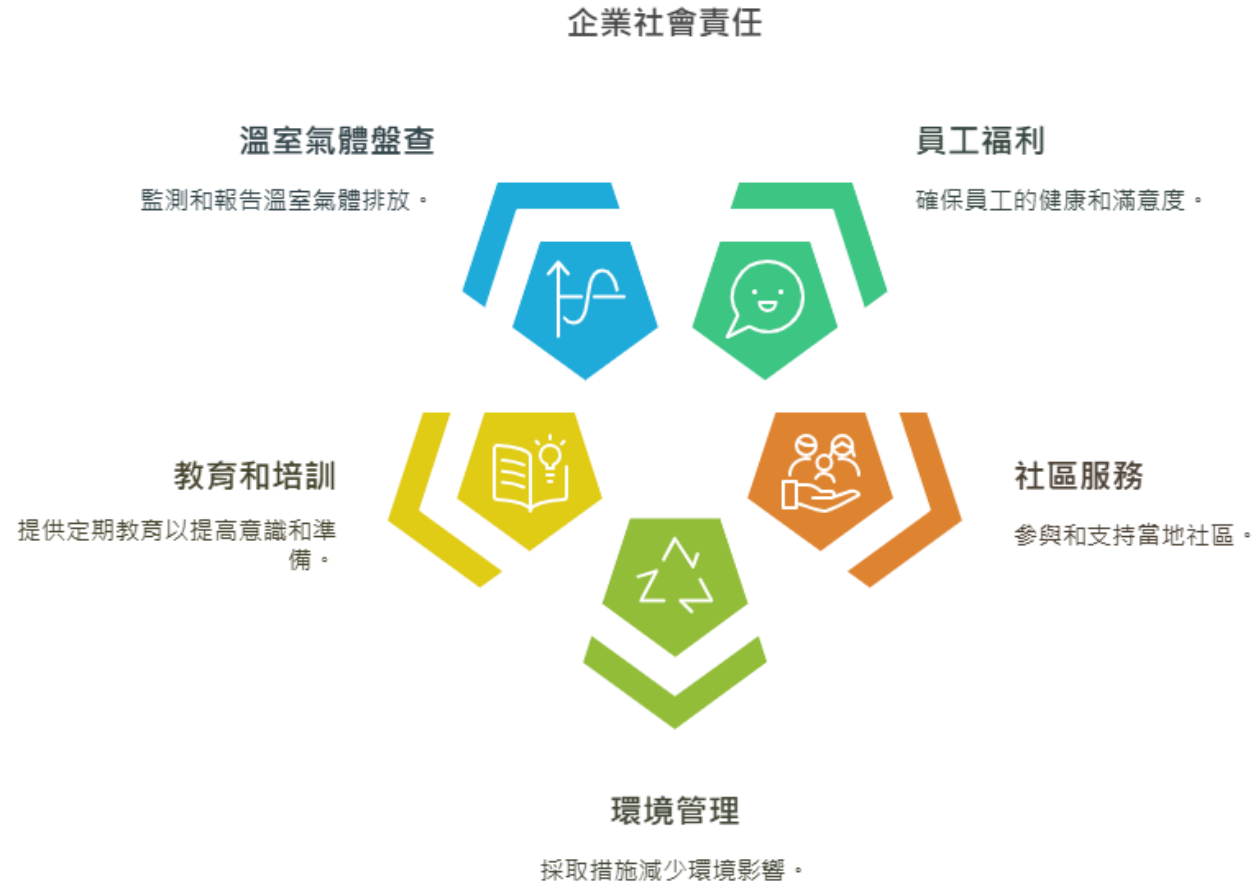 企業社會責任
溫室氣體盤查
監測和報告溫室氣體排放。
員工福利
確保員工的健康和滿意度。
教育和培訓
提供定期教育以提高意識和準
備。
社區服務
參與和支持當地社區。
環境管理
採取措施減少環境影響。